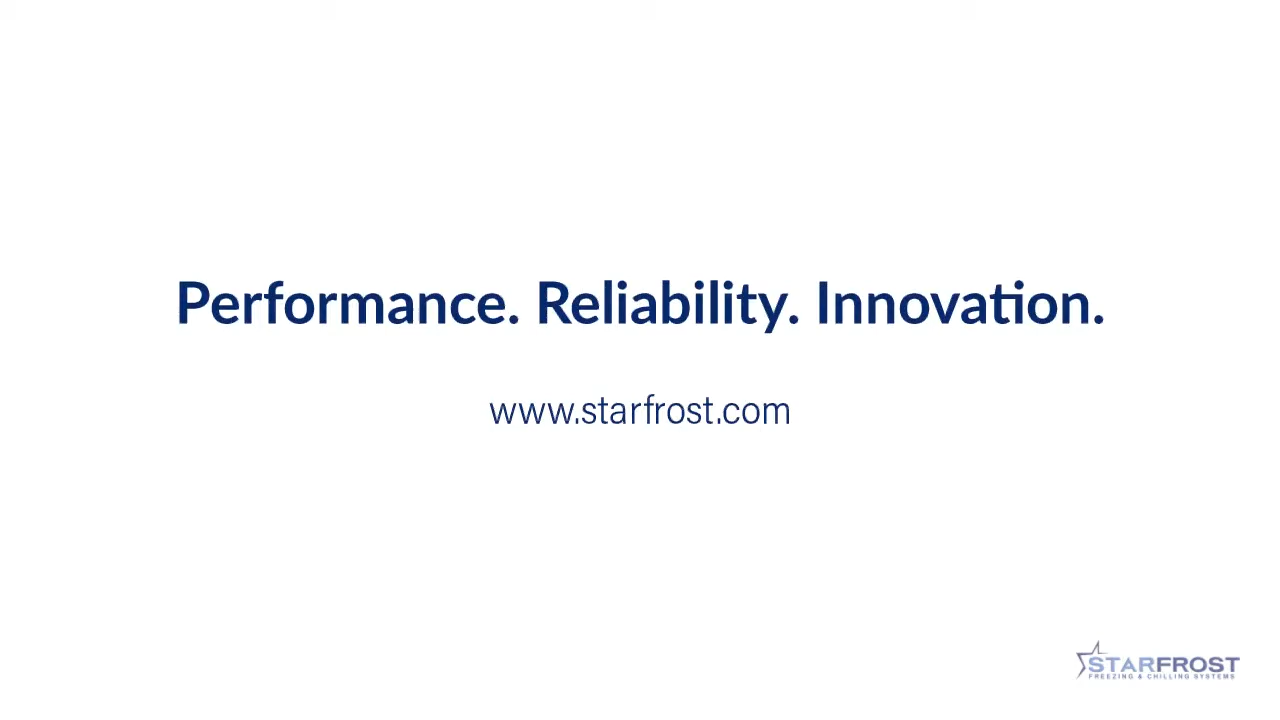 Performance. Reliability. Innovation.
www.starfrost.com
STARFROST
FREEZING & CHILLING SYSTEMS